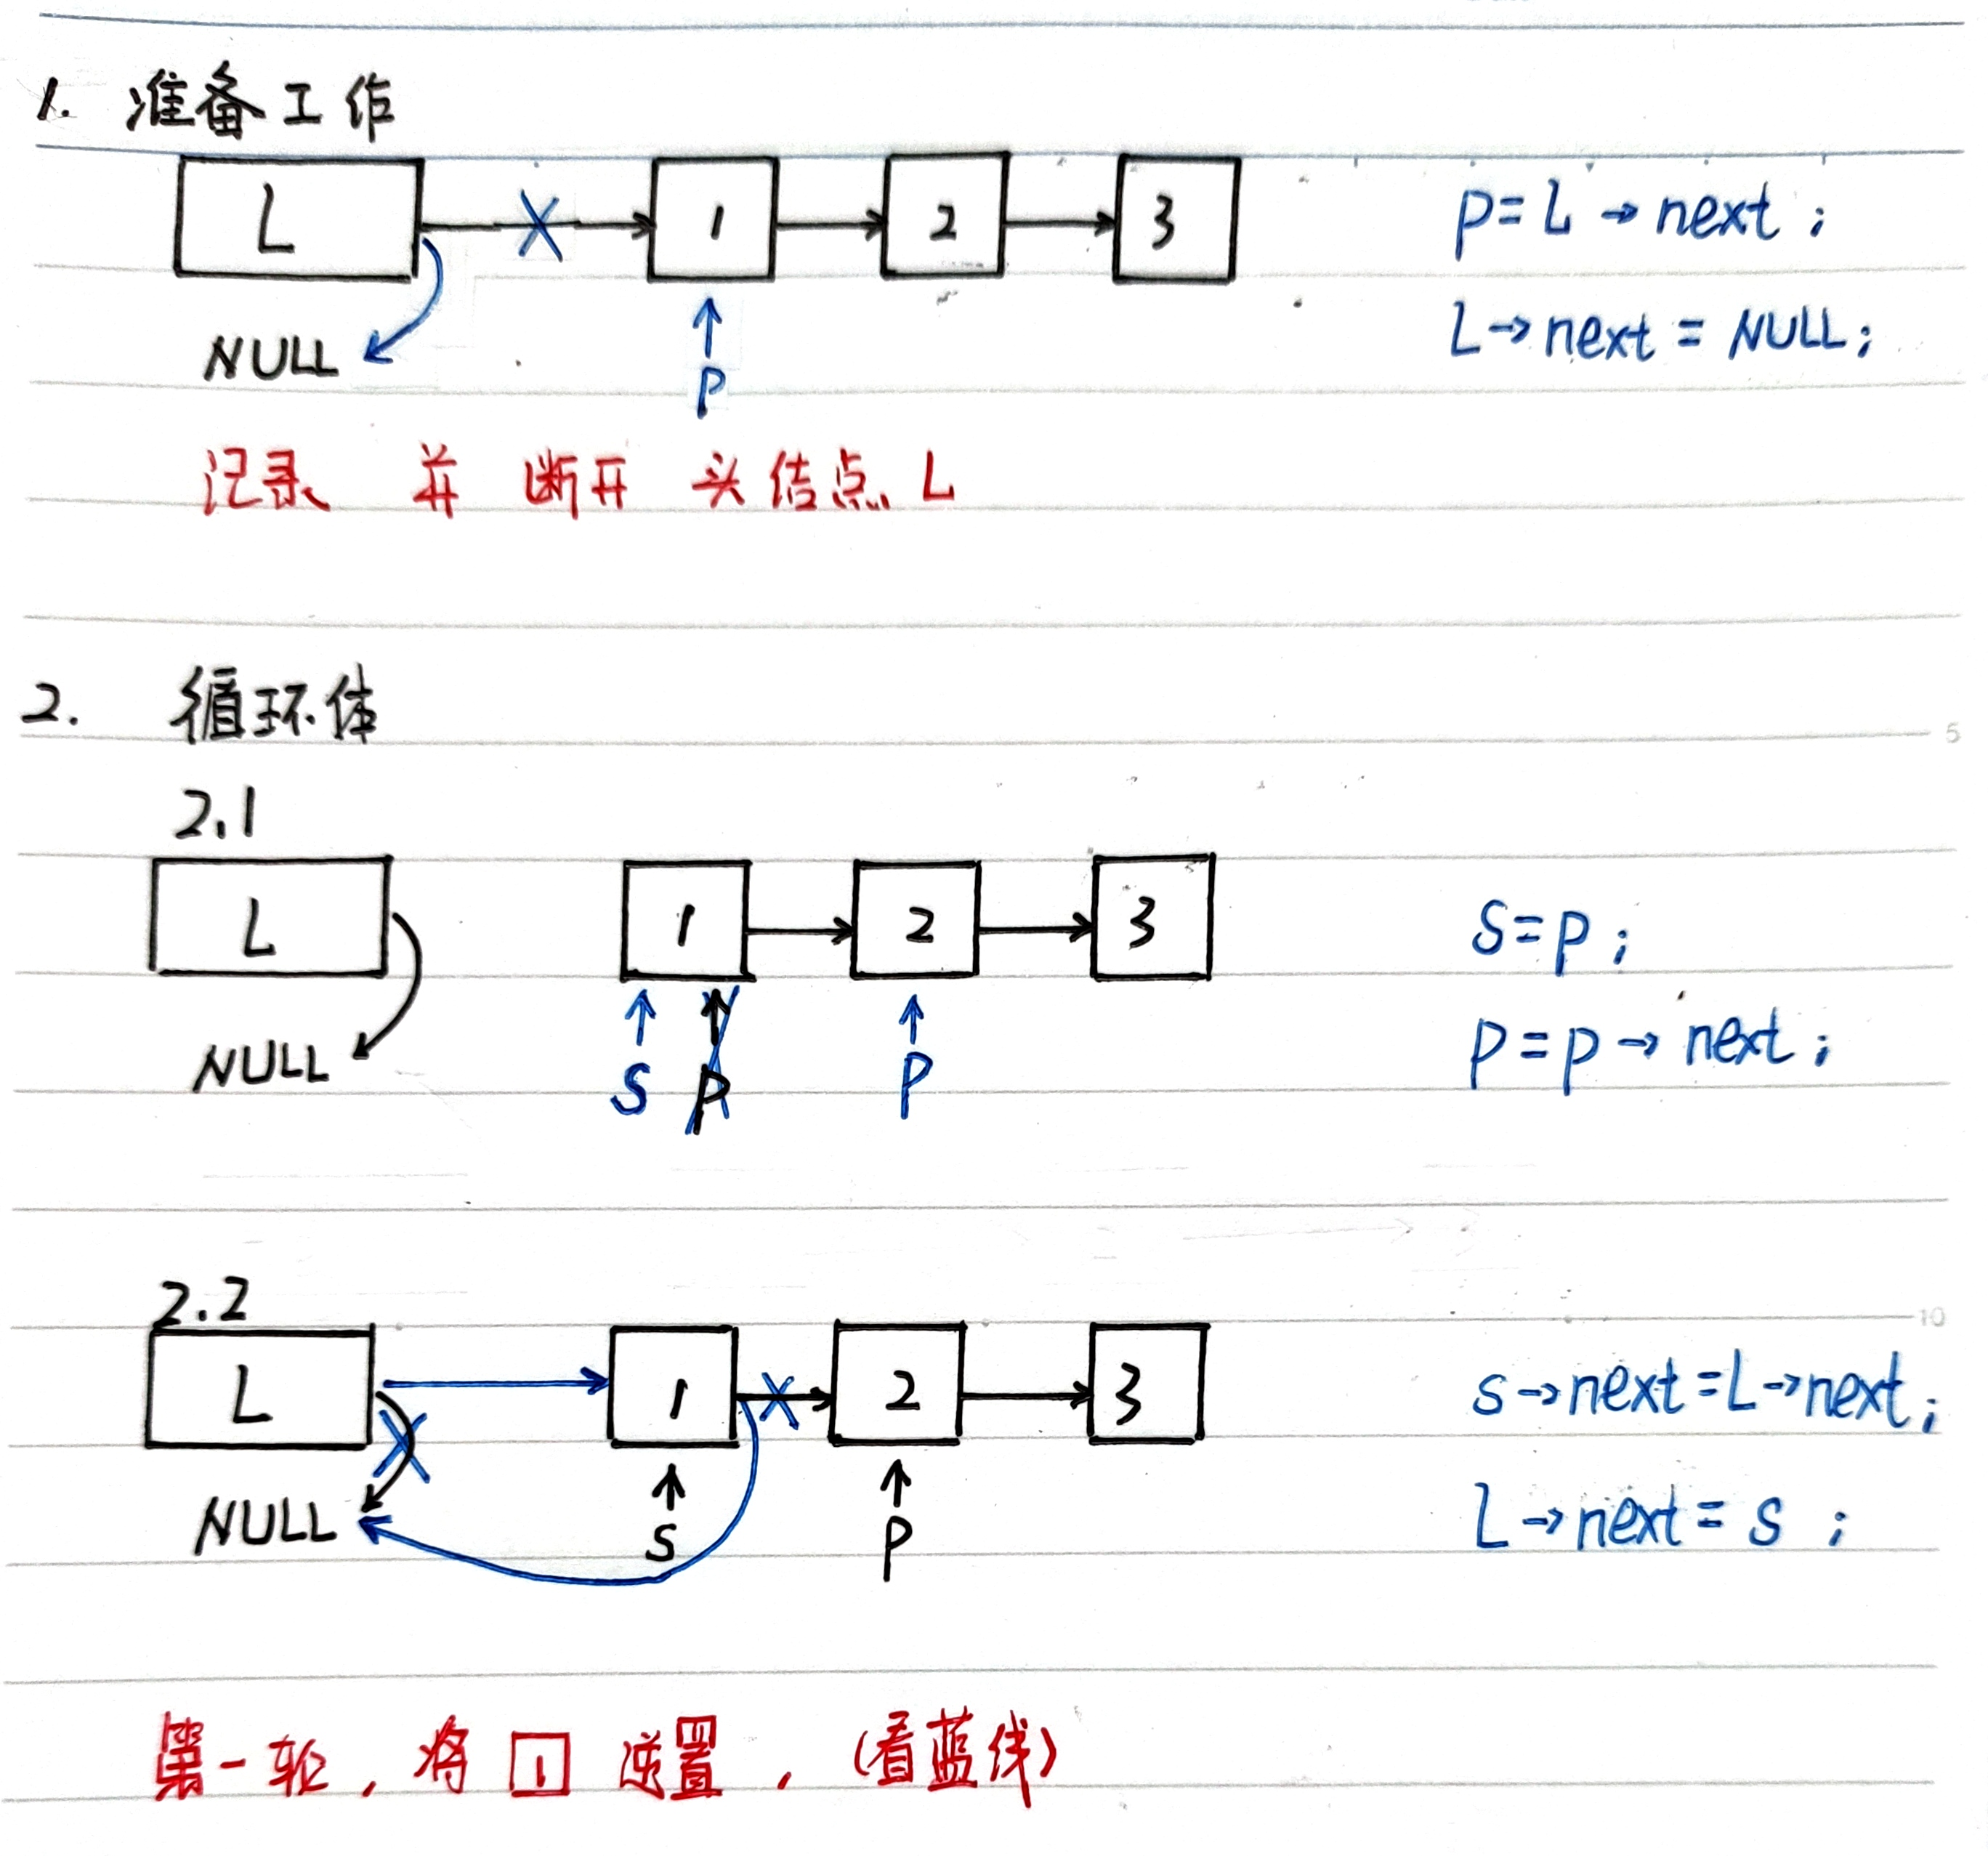 1. 准备工作
L 1 2 3 p=L→next;
NULL p L→next=NULL;
记录 并 断开 头结点 L
2. 循环体
5
2.1
L 1 2 3 s=p;
NULL s p p p=p→next;
2.2
10
L 1 2 3 s→next=L→next;
NULL s p L→next=s;
第一轮,将 1 逆置,(看蓝线)